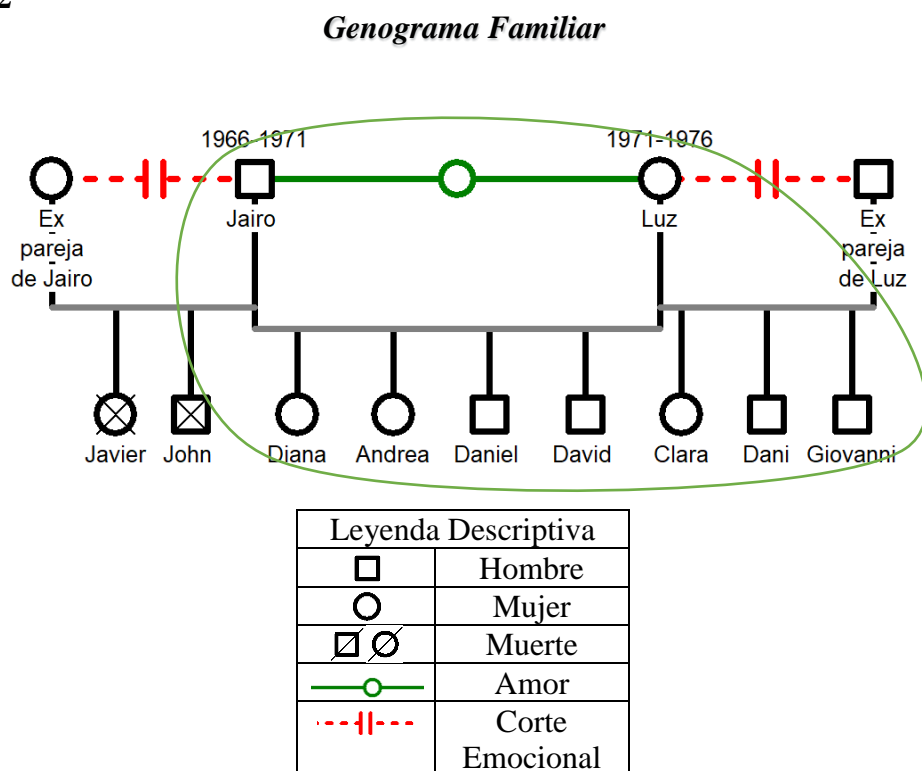 Genograma Familiar
1966-1971 1971-1976
Ex pareja de Jairo
Jairo
Luz
Ex pareja de Luz
Javier John Diana Andrea Daniel David Clara Dani Giovanni
Leyenda Descriptiva
Hombre
Mujer
Muerte
Amor
Corte
Emocional